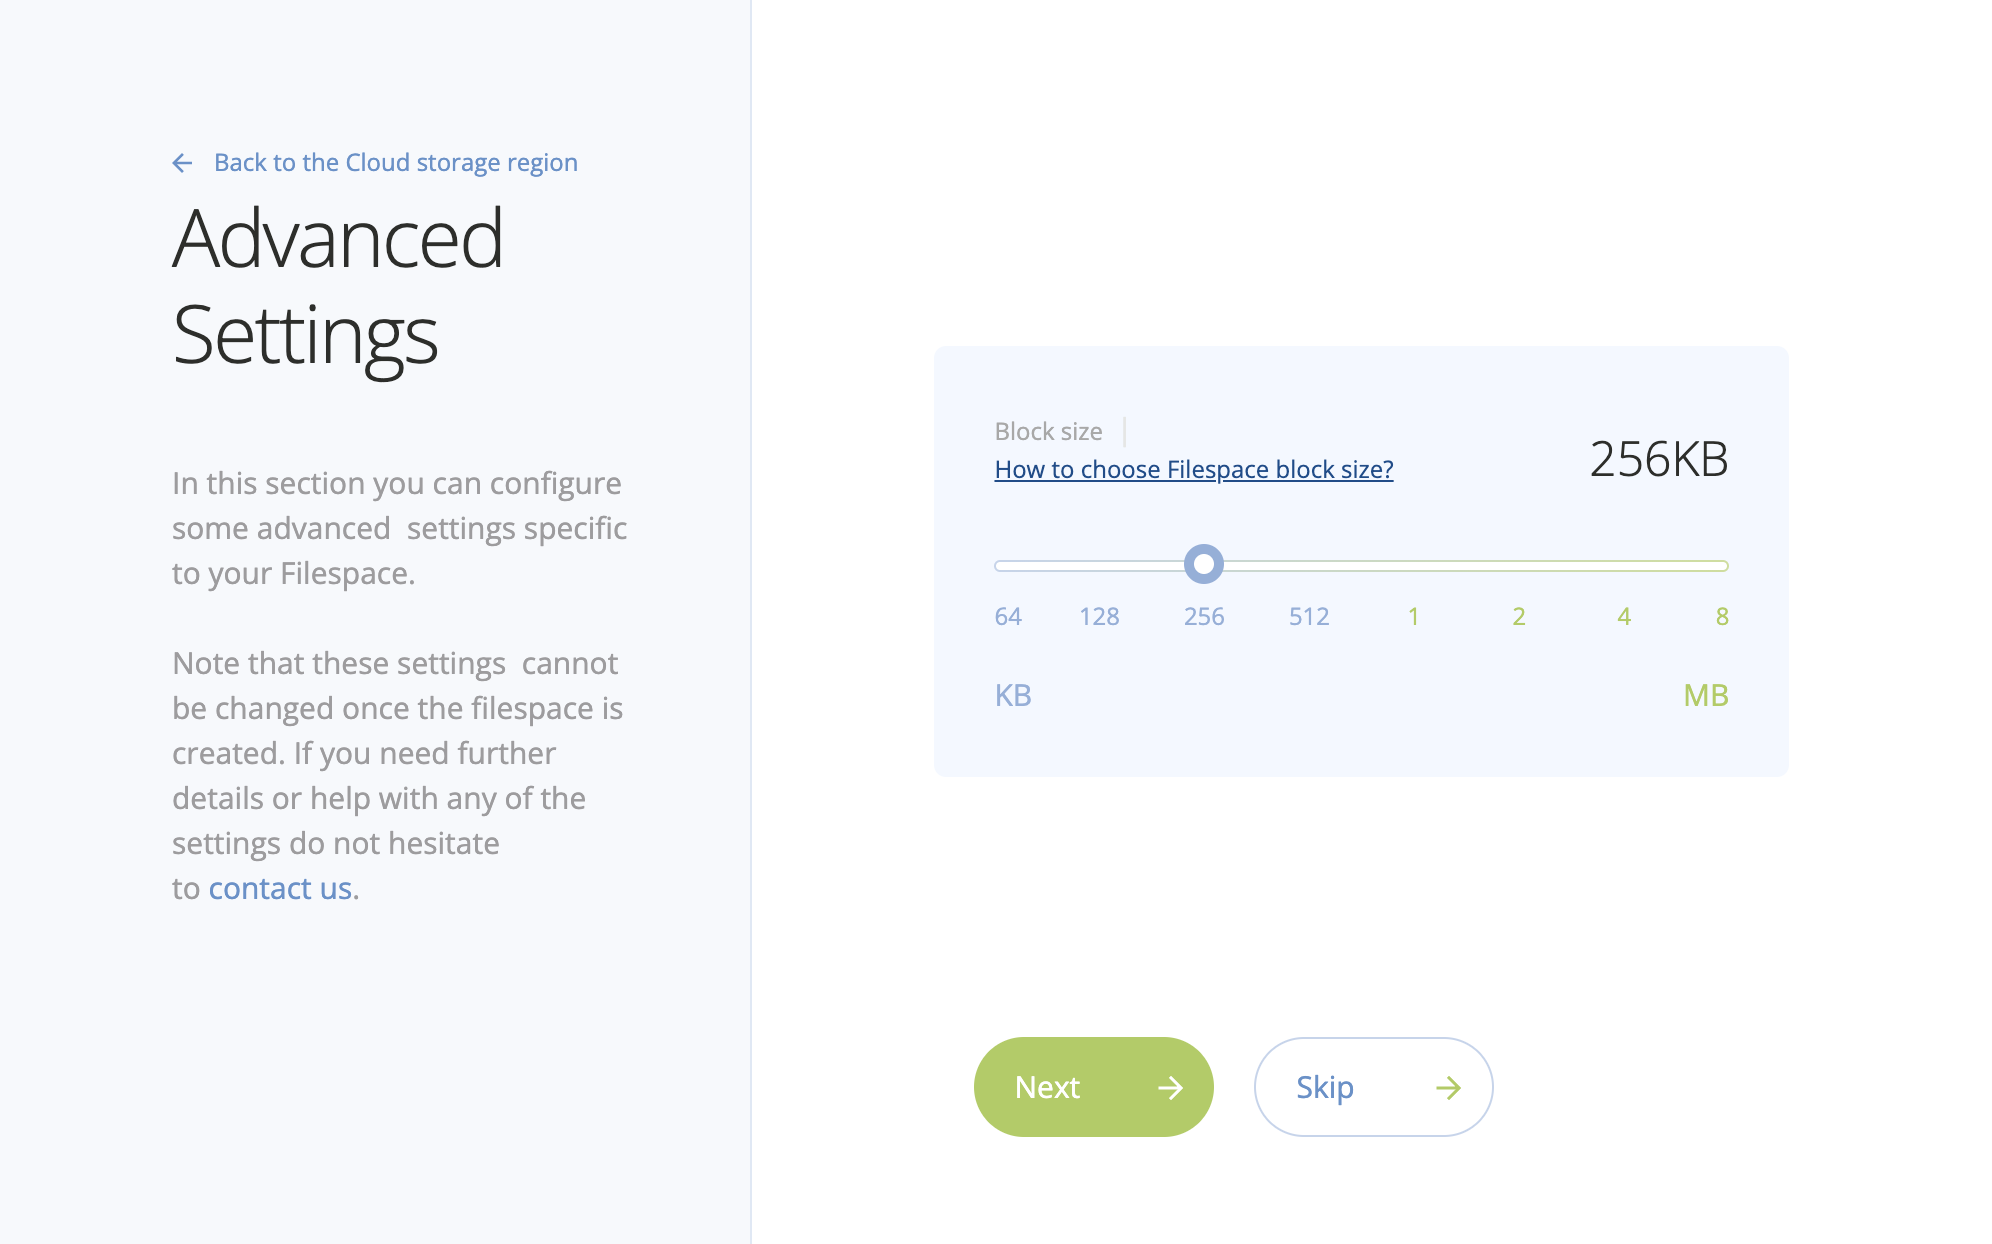 Back to the Cloud storage region
Advanced
Settings
In this section you can configure
some advanced  settings specific
to your Filespace.
Note that these settings  cannot
be changed once the filespace is
created. If you need further
details or help with any of the
settings do not hesitate
to contact us.
Block size
How to choose Filespace block size?
256KB
64 128 256 512 1 2 4 8
KB MB
Next Skip